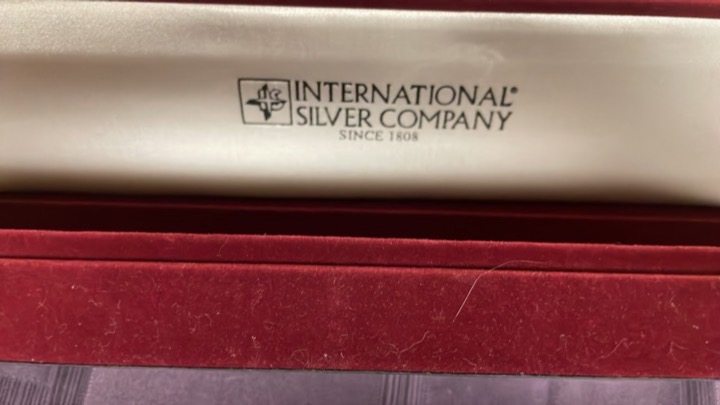 INTERNATIONAL®
SILVER COMPANY
SINCE 1808